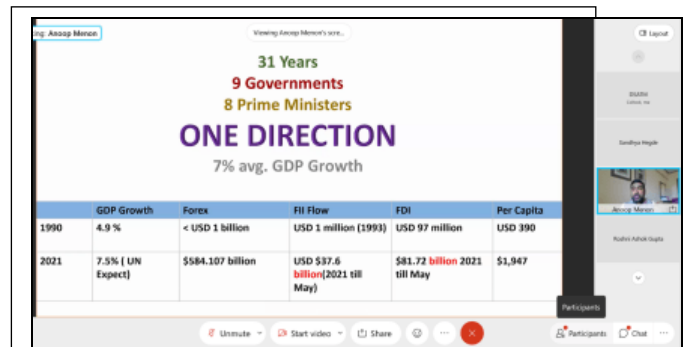 ing: Anoop Menon
Viewing Anoop Menon's scre...
Layout
31 Years
9 Governments
8 Prime Ministers
ONE DIRECTION
7% avg. GDP Growth
GDP Growth Forex FII Flow FDI Per Capita
1990 4.9 % < USD 1 billion USD 1 million (1993) USD 97 million USD 390
2021 7.5% ( UN $584.107 billion USD $37.6 $81.72 billion 2021 $1,947
Expect) billion(2021 till till May
May)
Sandhya Hegde
Anoop Menon
Roshni Ashok Gupta
Participants
Unmute Start video Share Participants Chat